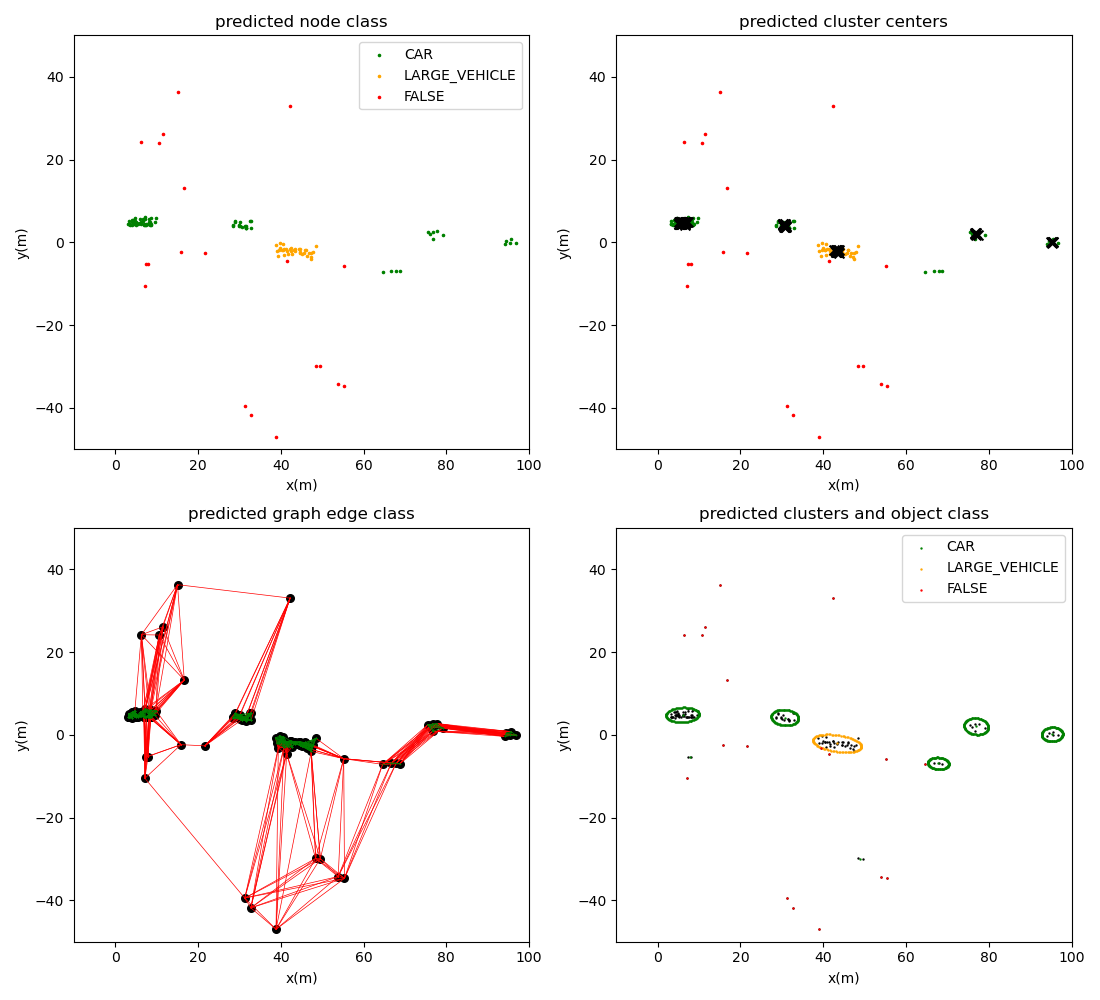 predicted node class
CAR
LARGE_VEHICLE
FALSE
40
20
0
−20
−40
y(m)
0 20 40 60 80 100
x(m)
predicted cluster centers
40
20
0
−20
−40
y(m)
0 20 40 60 80 100
x(m)
predicted graph edge class
40
20
0
−20
−40
y(m)
0 20 40 60 80 100
x(m)
predicted clusters and object class
CAR
LARGE_VEHICLE
FALSE
40
20
0
−20
−40
y(m)
0 20 40 60 80 100
x(m)